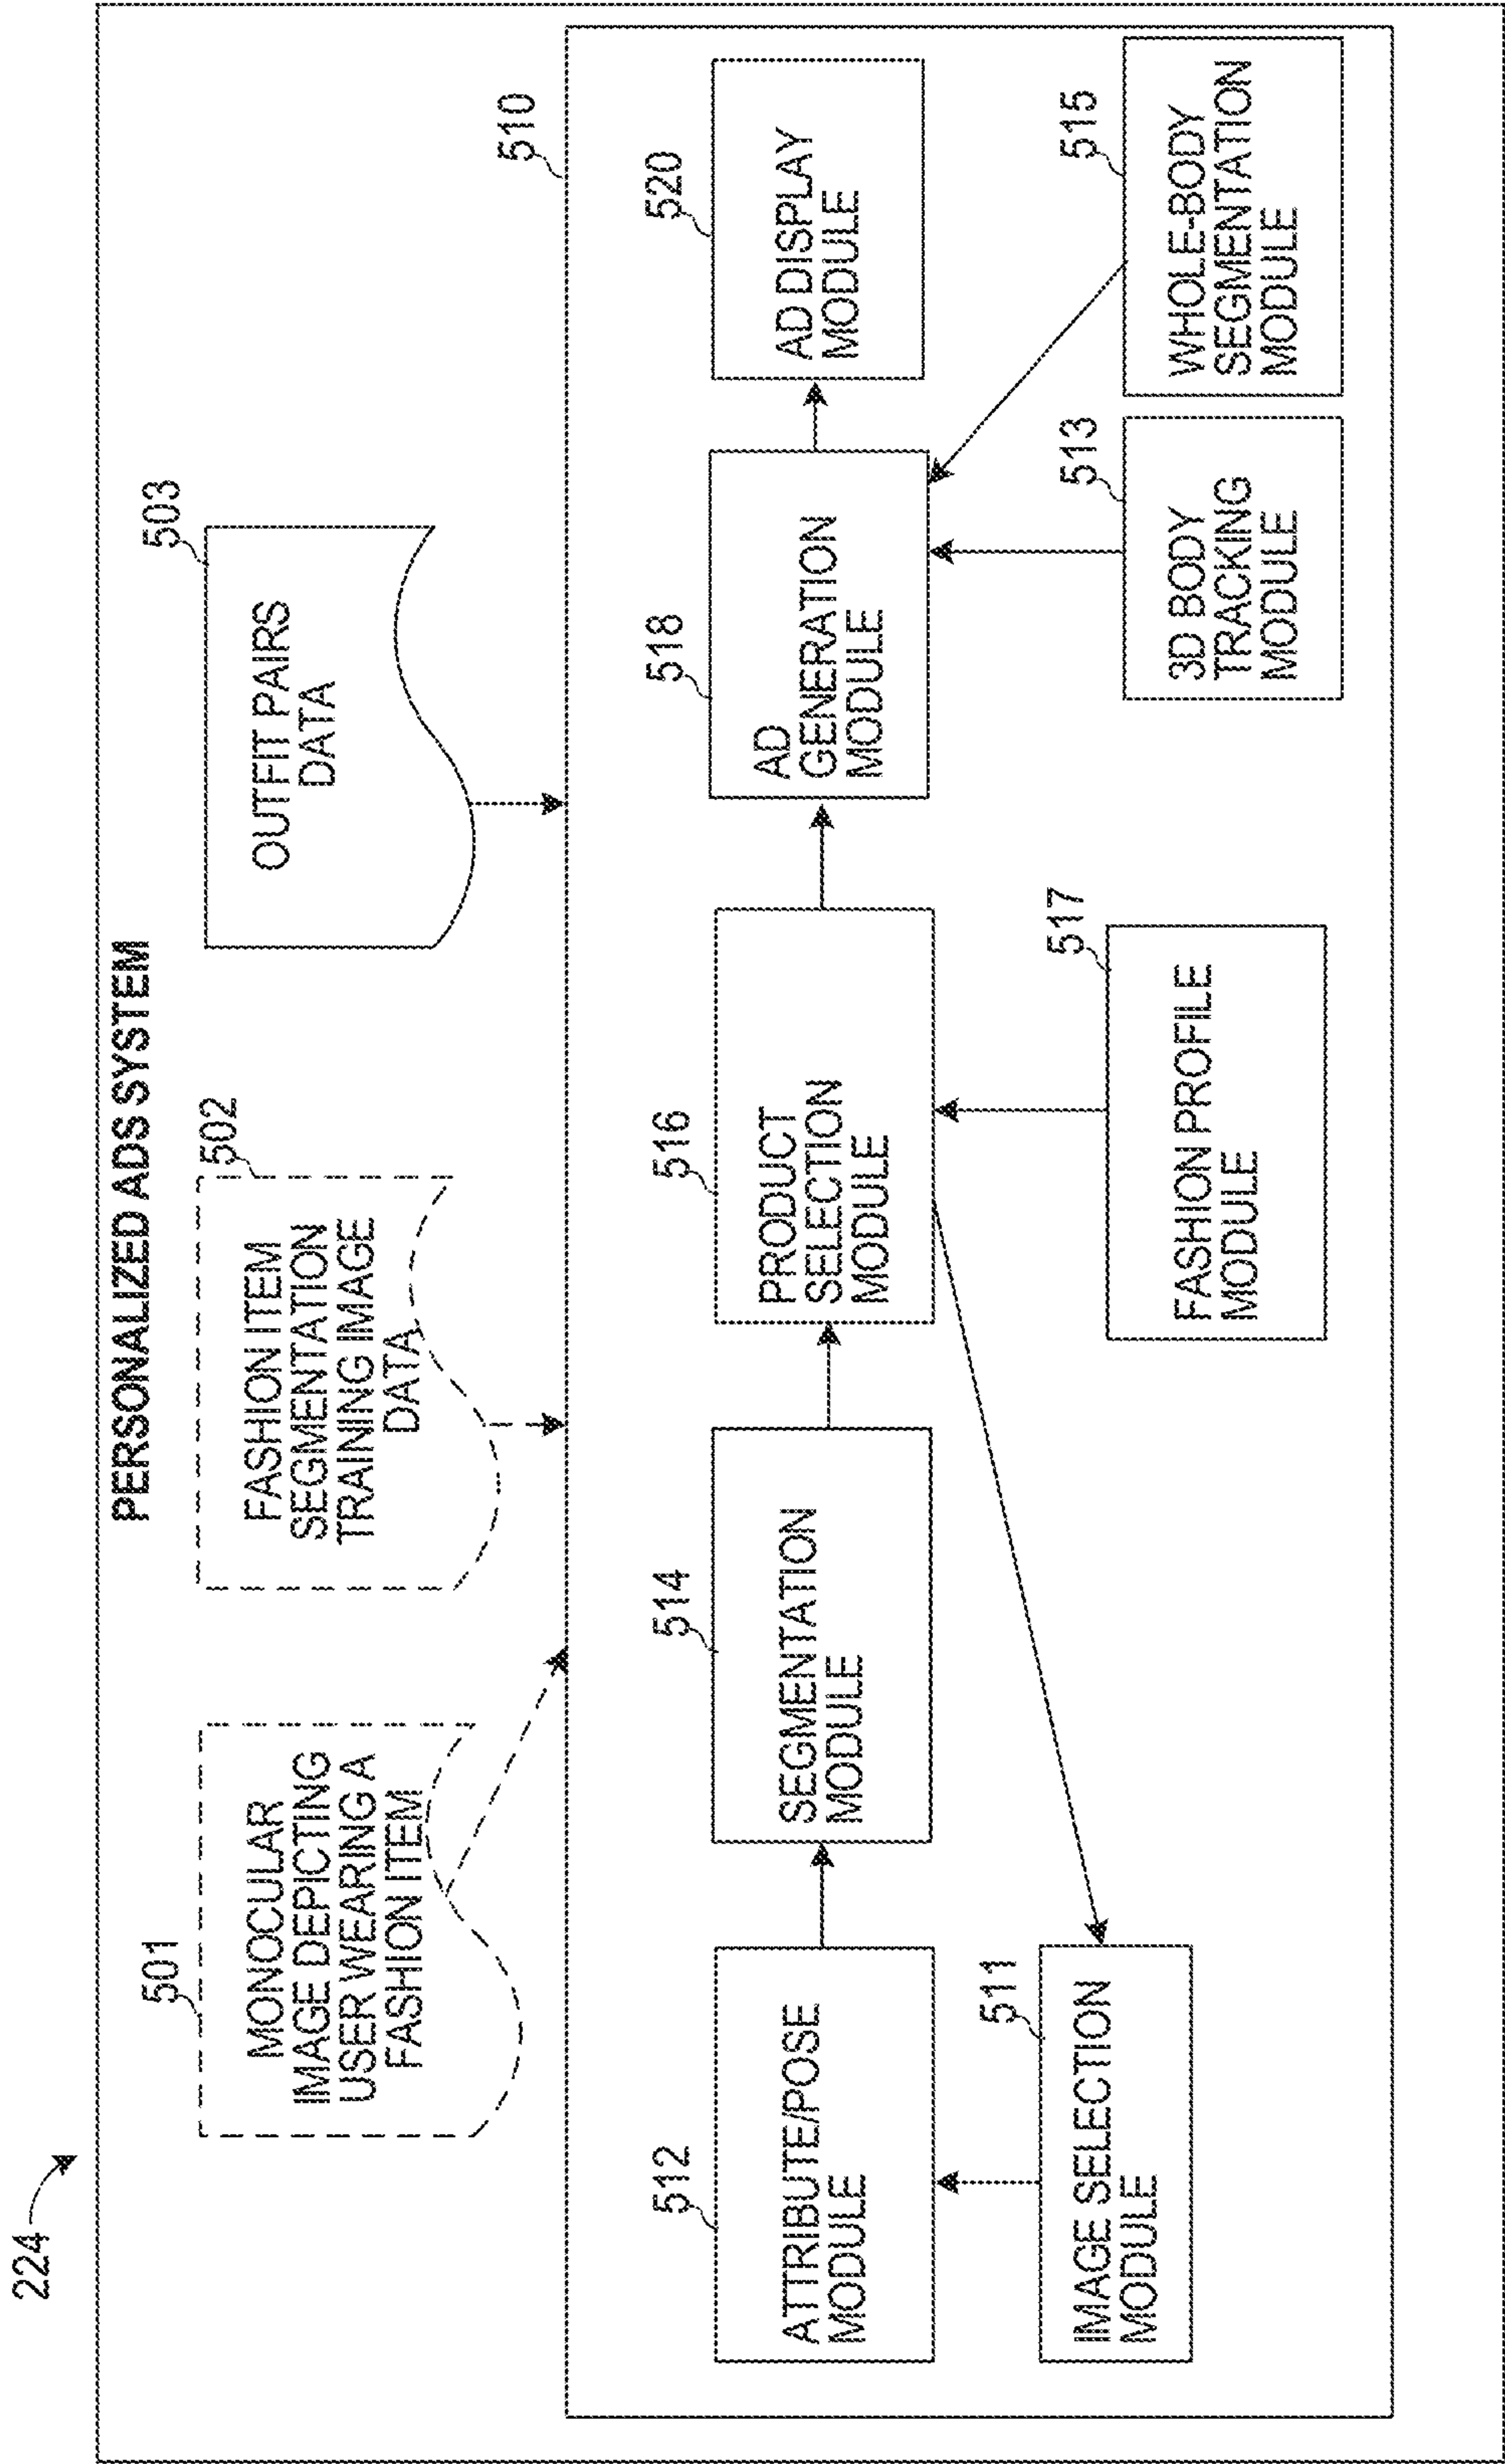 224
PERSONALIZED ADS SYSTEM
501
MONOCULAR
IMAGE DEPICTING
USER WEARING A
FASHION ITEM
502
FASHION ITEM
SEGMENTATION
TRAINING IMAGE
DATA
503
OUTFIT PAIRS
DATA
510
512
ATTRIBUTE/POSE
MODULE
514
SEGMENTATION
MODULE
516
PRODUCT
SELECTION
MODULE
518
AD
GENERATION
MODULE
520
AD DISPLAY
MODULE
511
IMAGE SELECTION
MODULE
517
FASHION PROFILE
MODULE
513
3D BODY
TRACKING
MODULE
515
WHOLE-BODY
SEGMENTATION
MODULE